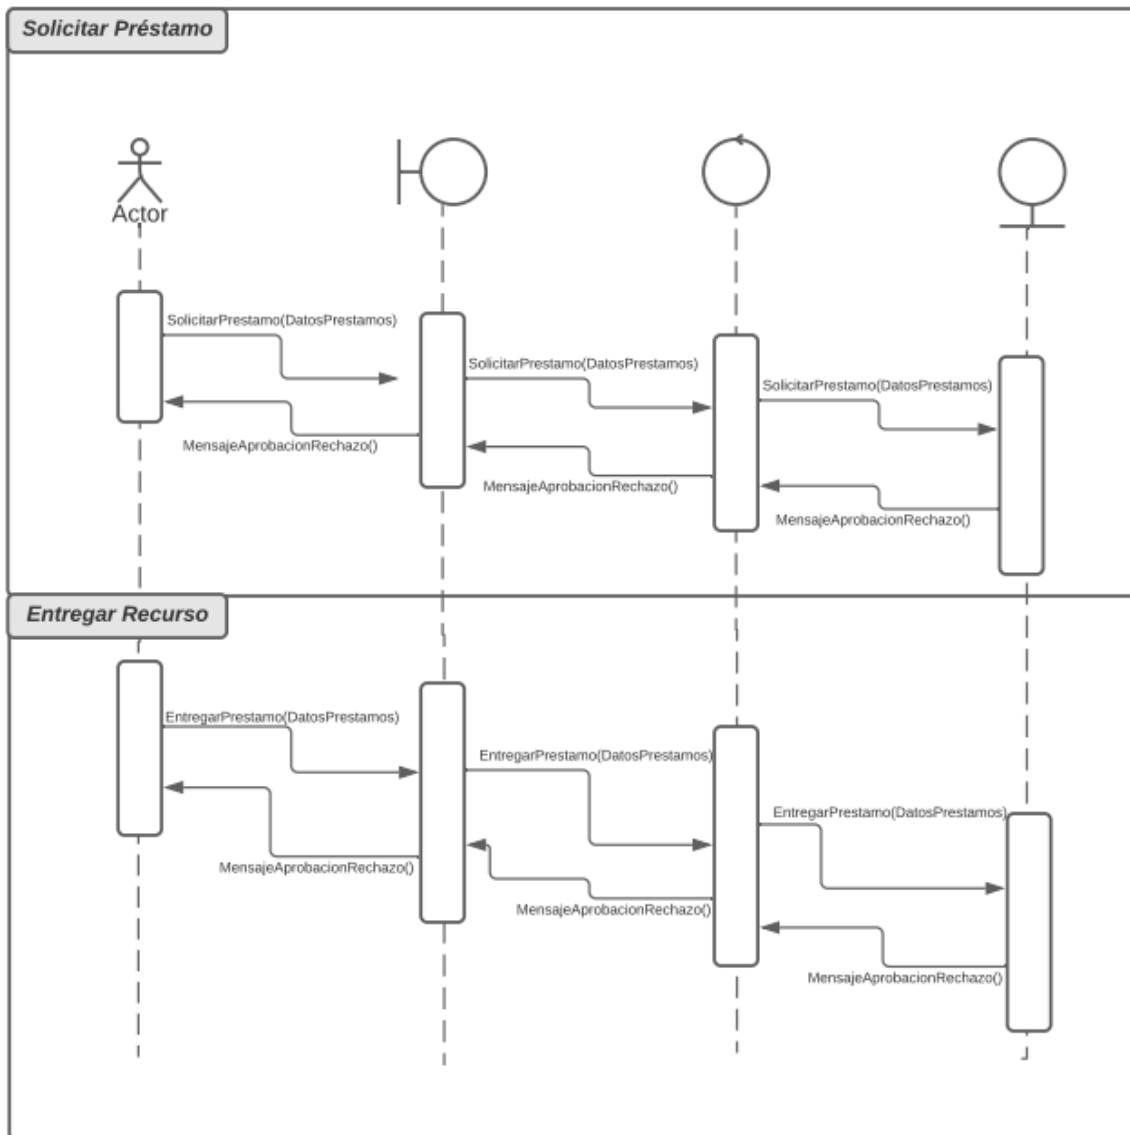 Solicitar Préstamo
Actor
SolicitarPrestamo(DatosPrestamos)
SolicitarPrestamo(DatosPrestamos)
SolicitarPrestamo(DatosPrestamos)
MensajeAprobacionRechazo()
MensajeAprobacionRechazo()
MensajeAprobacionRechazo()
Entregar Recurso
EntregarPrestamo(DatosPrestamos)
EntregarPrestamo(DatosPrestamos)
EntregarPrestamo(DatosPrestamos)
MensajeAprobacionRechazo()
MensajeAprobacionRechazo()
MensajeAprobacionRechazo()